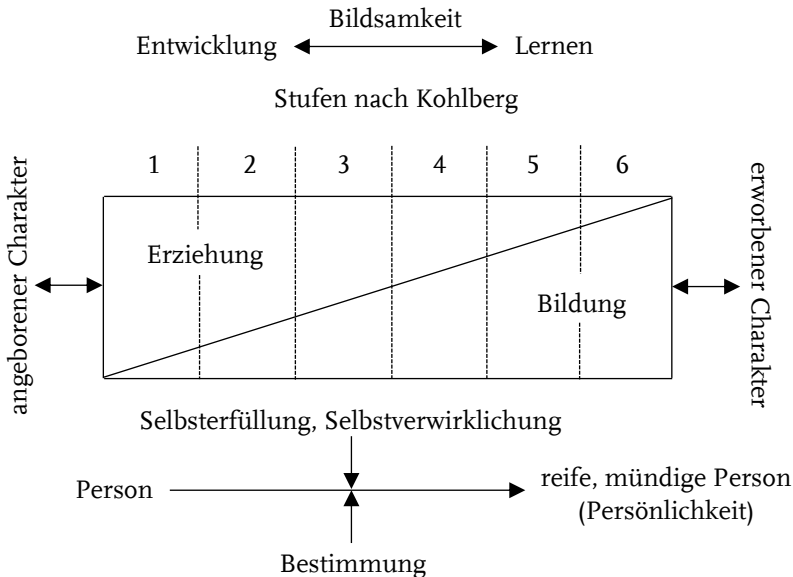 Bildsamkeit
Entwicklung
Lernen
Stufen nach Kohlberg
1 2 3 4 5 6
angeborener Charakter
Erziehung
Bildung
erworbener Charakter
Selbsterfüllung, Selbstverwirklichung
Person
reife, mündige Person
(Persönlichkeit)
Bestimmung